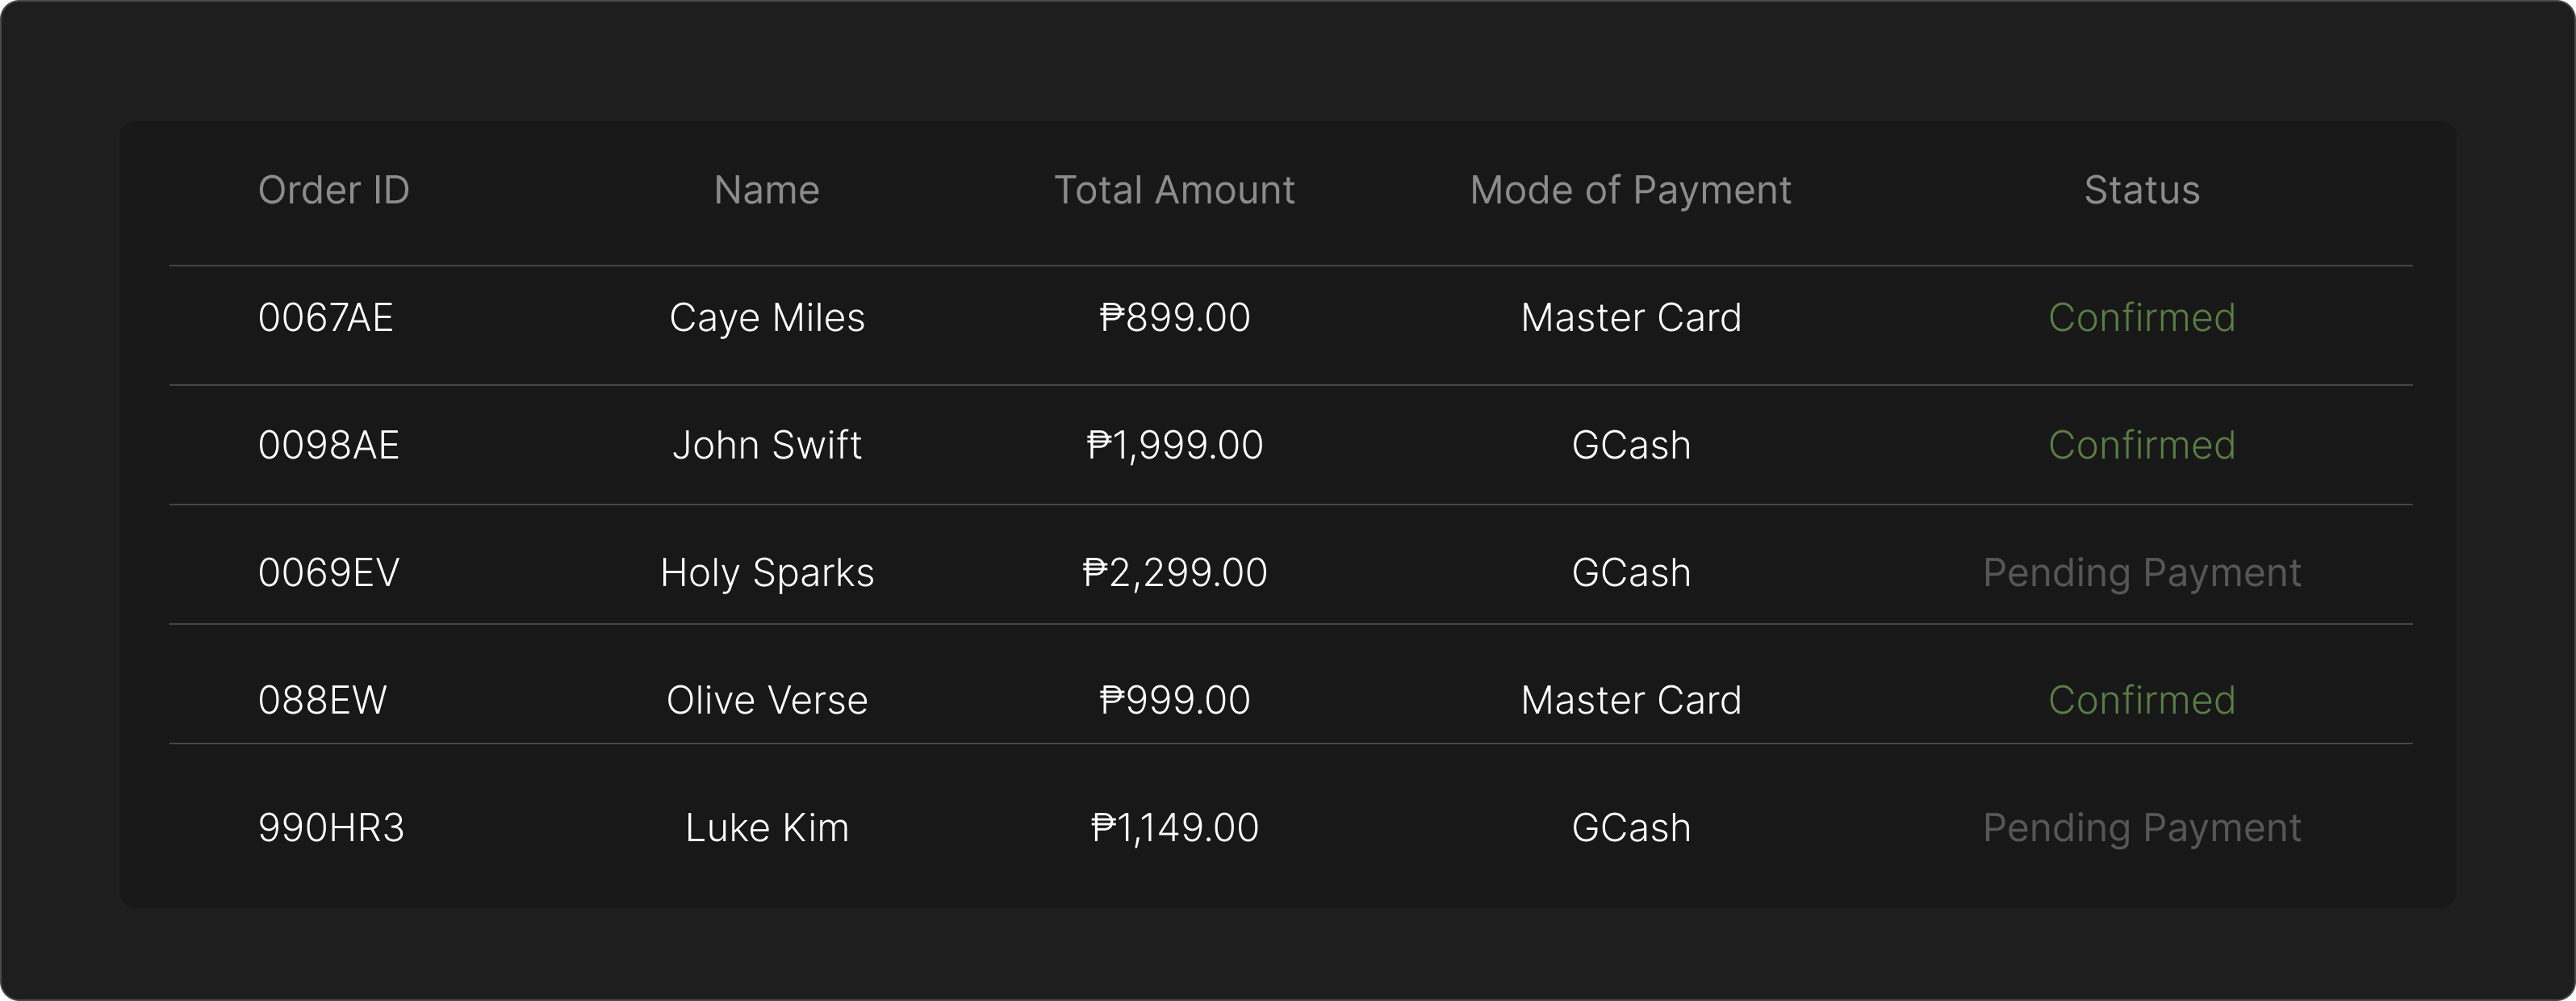 Order ID Name Total Amount Mode of Payment Status
0067AE Caye Miles ₱899.00 Master Card Confirmed
0098AE John Swift ₱1,999.00 GCash Confirmed
0069EV Holy Sparks ₱2,299.00 GCash Pending Payment
088EW Olive Verse ₱999.00 Master Card Confirmed
990HR3 Luke Kim ₱1,149.00 GCash Pending Payment